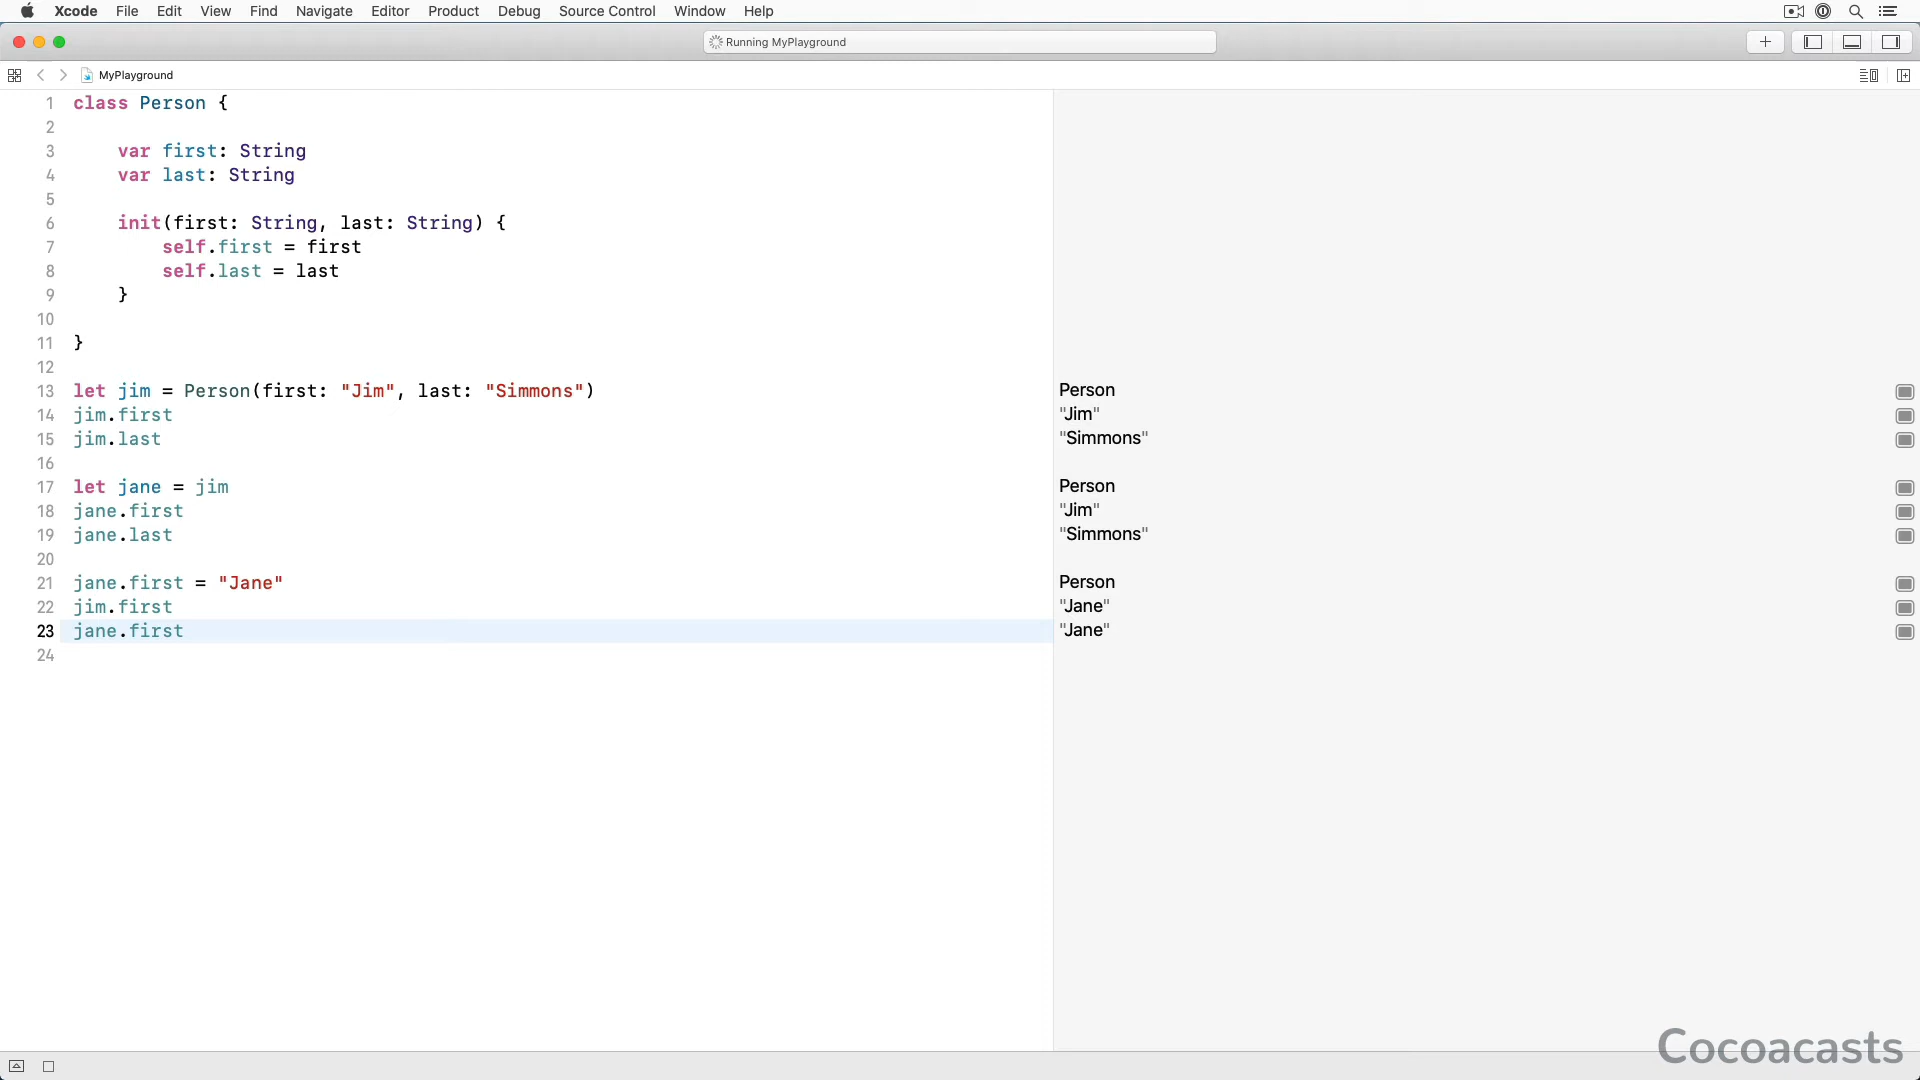 Xcode File Edit View Find Navigate Editor Product Debug Source Control Window Help
Running MyPlayground
MyPlayground
1 class Person {
2
3 var first: String
4 var last: String
5
6 init(first: String, last: String) {
7 self.first = first
8 self.last = last
9 }
10
11 }
12
13 let jim = Person(first: "Jim", last: "Simmons") Person
14 jim.first "Jim"
15 jim.last "Simmons"
16
17 let jane = jim Person
18 jane.first "Jim"
19 jane.last "Simmons"
20
21 jane.first = "Jane" Person
22 jim.first "Jane"
23 jane.first "Jane"
24
Cocoacasts